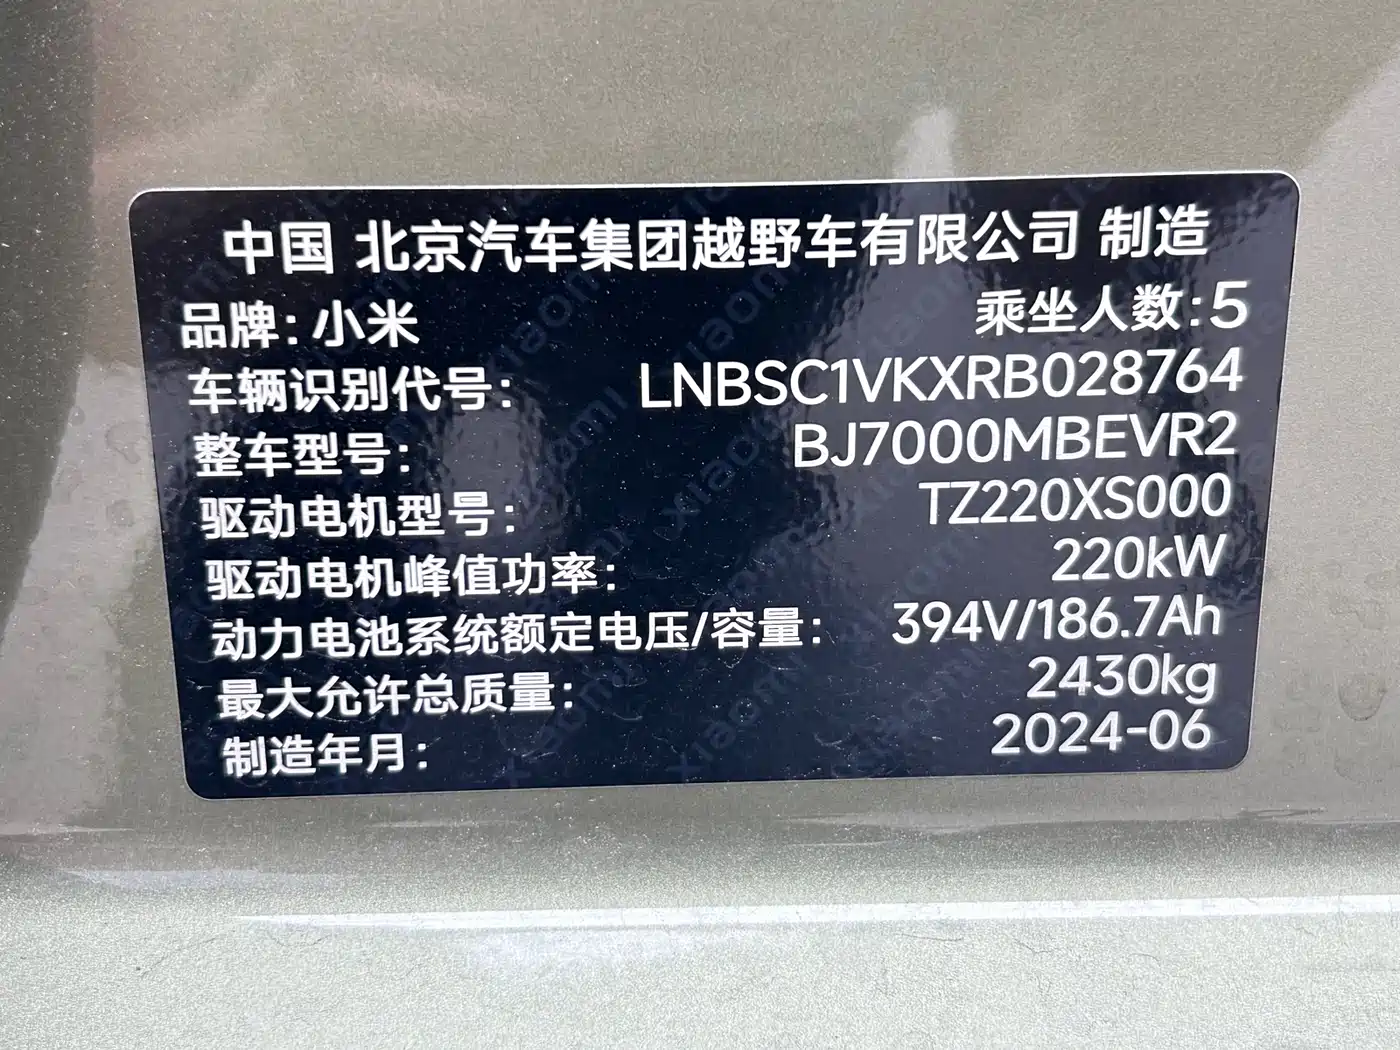 中国 北京汽车集团越野车有限公司 制造
品牌：小米 乘坐人数：5
车辆识别代号： LNBSC1VKXRB028764
整车型号： BJ7000MBEVR2
驱动电机型号： TZ220XS000
驱动电机峰值功率： 220kW
动力电池系统额定电压/容量： 394V/186.7Ah
最大允许总质量： 2430kg
制造年月： 2024-06